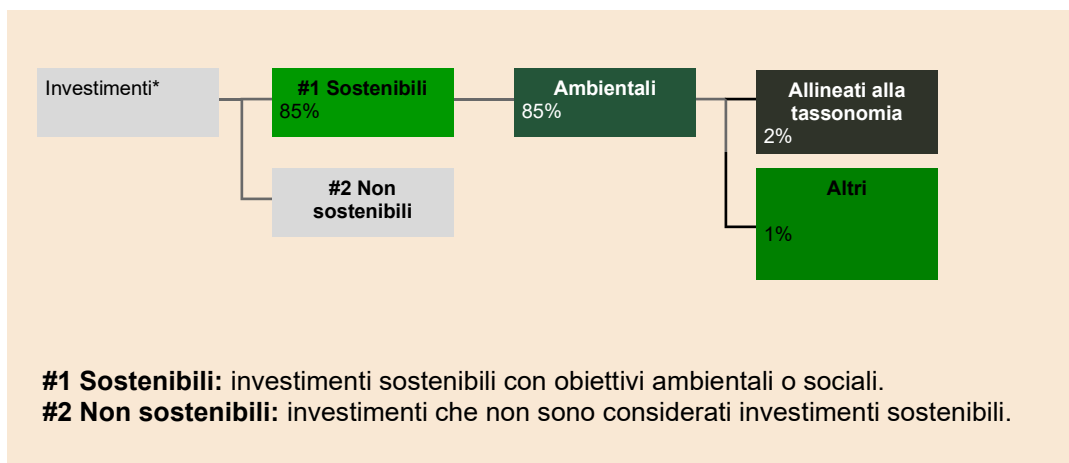 Investimenti*
#1 Sostenibili
85%
Ambientali
85%
Allineati alla
tassonomia
2%
#2 Non
sostenibili
Altri
1%
#1 Sostenibili: investimenti sostenibili con obiettivi ambientali o sociali.
#2 Non sostenibili: investimenti che non sono considerati investimenti sostenibili.